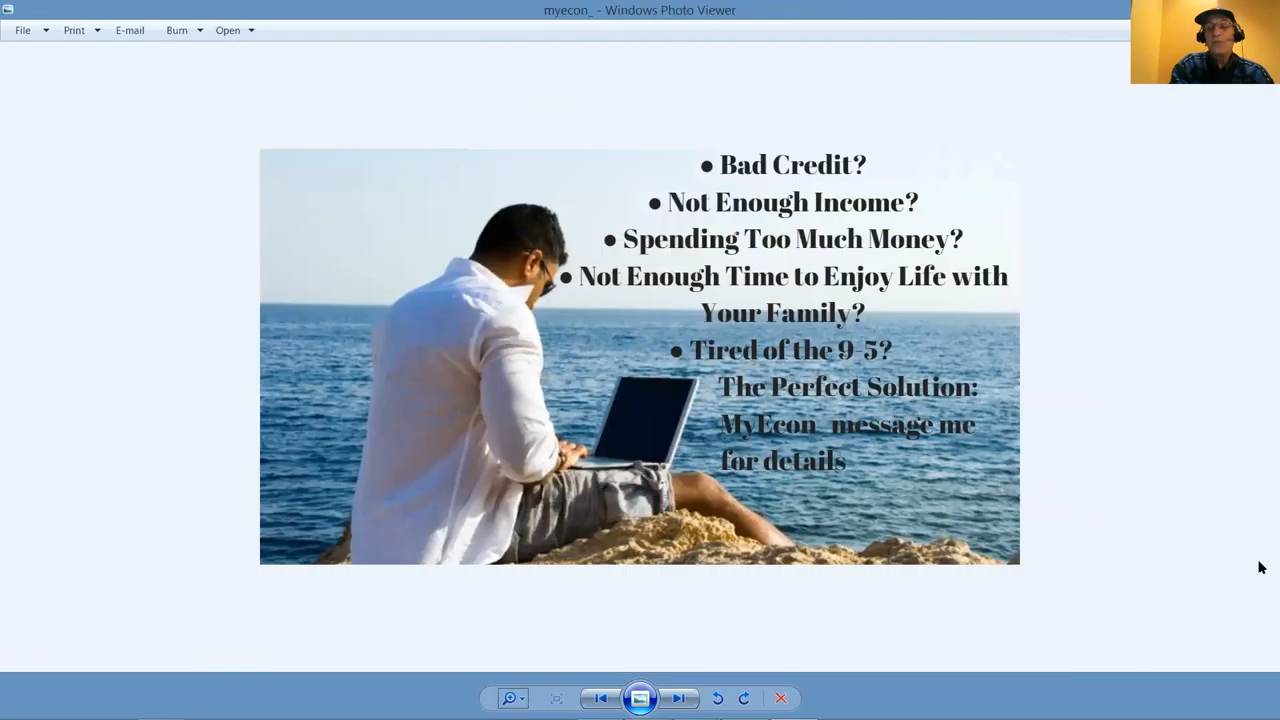 myecon_ - Windows Photo Viewer
File Print E-mail Burn Open
● Bad Credit?
● Not Enough Income?
● Spending Too Much Money?
● Not Enough Time to Enjoy Life with
Your Family?
● Tired of the 9-5?
The Perfect Solution:
MyEcon message me
for details